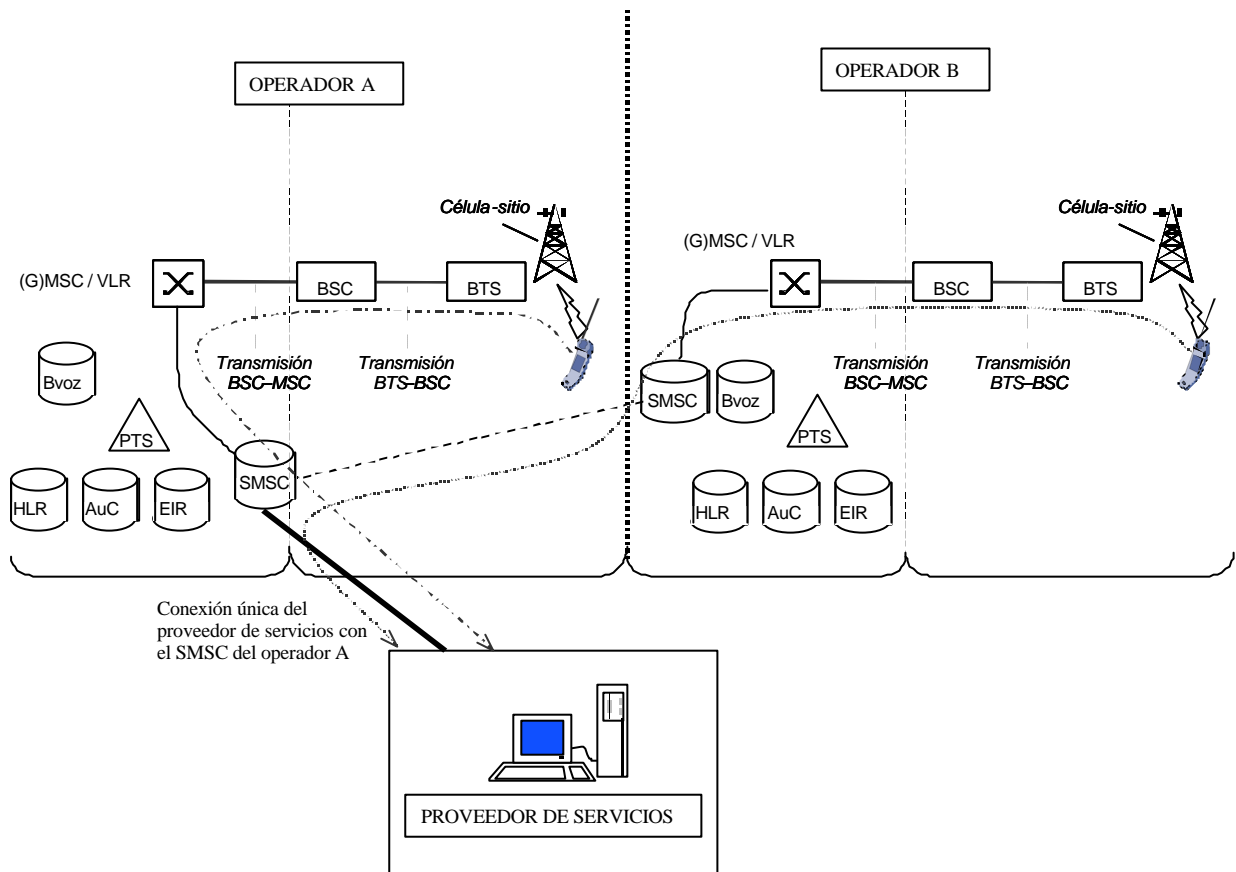 OPERADOR A
OPERADOR B
Célula-sitio
(G)MSC / VLR
BSC
BTS
Transmisión
BSC–MSC
Transmisión
BTS–BSC
Bvoz
PTS
SMSC
HLR
AuC
EIR
Célula-sitio
(G)MSC / VLR
BSC
BTS
Transmisión
BSC–MSC
Transmisión
BTS–BSC
SMSC
Bvoz
PTS
HLR
AuC
EIR
Conexión única del
proveedor de servicios con
el SMSC del operador A
PROVEEDOR DE SERVICIOS